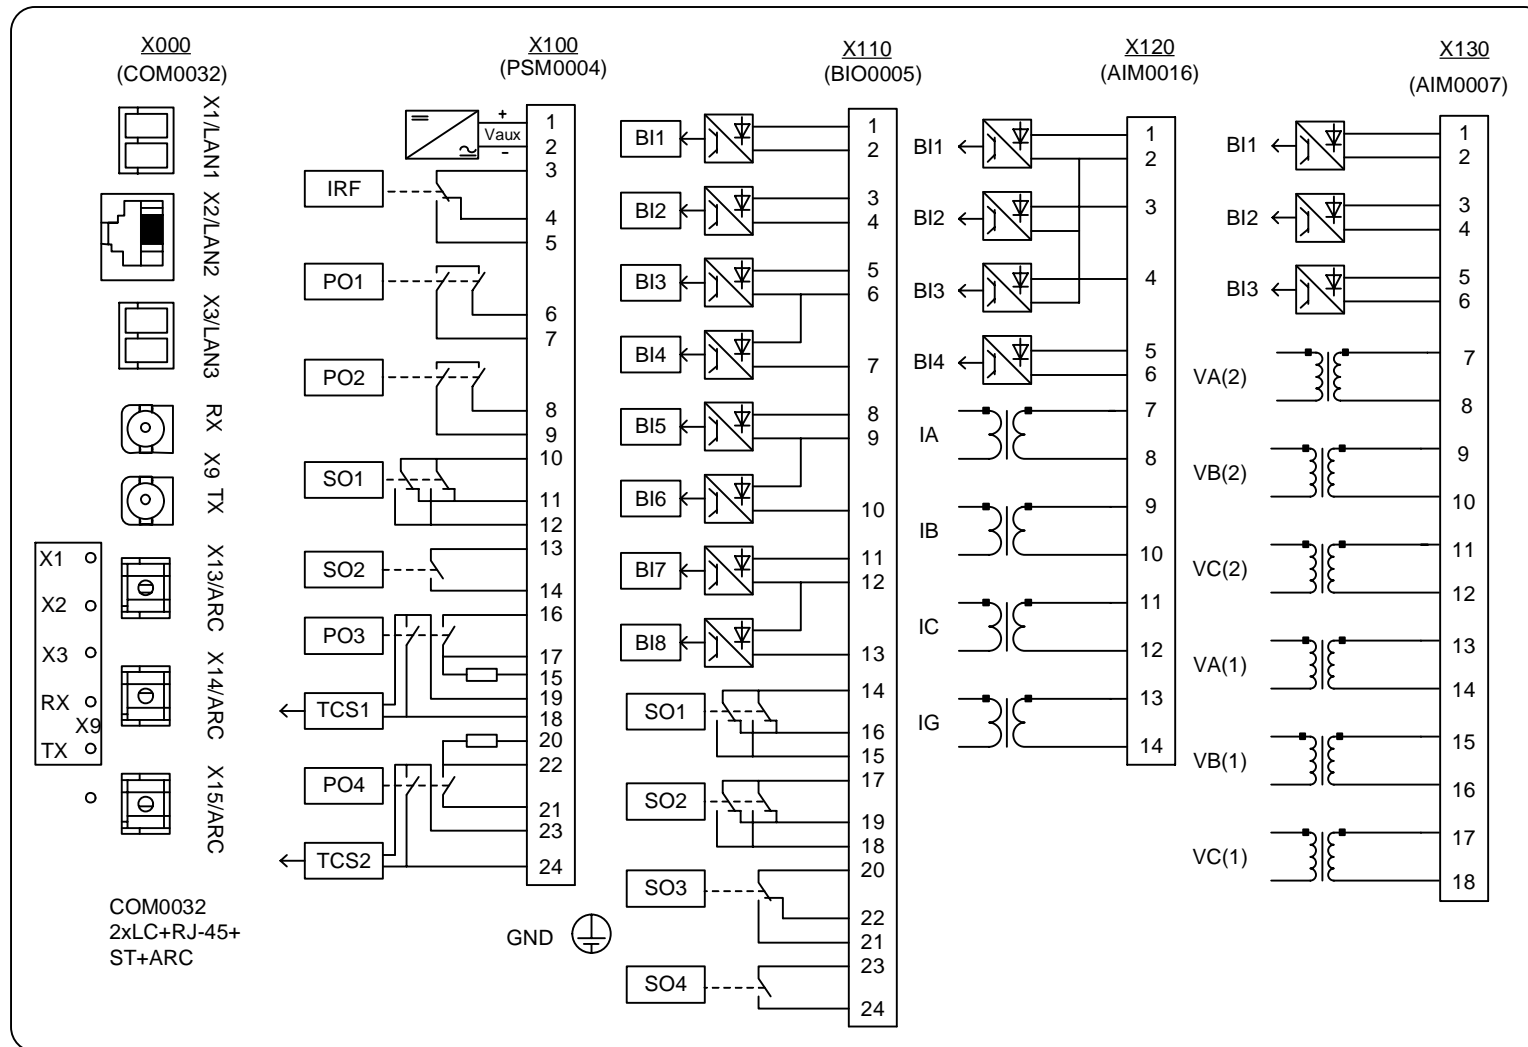 X000
(COM0032)
X1/LAN1
X2/LAN2
X3/LAN3
RX
X9 TX
X13/ARC
X14/ARC
X15/ARC
X1
X2
X3
RX
X9
TX
COM0032
2xLC+RJ-45+
ST+ARC
X100
(PSM0004)
+
Vaux
-
1
2
3
IRF
4
5
PO1
6
7
PO2
8
9
10
SO1
11
12
13
SO2
14
16
PO3
17
15
19
TCS1
18
20
22
PO4
21
23
TCS2
24
GND
X110
(BIO0005)
BI1
1
2
BI2
3
4
BI3
5
6
BI4
7
BI5
8
9
BI6
10
BI7
11
12
BI8
13
14
SO1
16
15
17
SO2
19
18
20
SO3
22
21
23
SO4
24
X120
(AIM0016)
BI1
1
2
BI2
3
BI3
4
BI4
5
6
IA
7
8
IB
9
10
IC
11
12
IG
13
14
X130
(AIM0007)
BI1
1
2
BI2
3
4
BI3
5
6
VA(2)
7
8
VB(2)
9
10
VC(2)
11
12
VA(1)
13
14
VB(1)
15
16
VC(1)
17
18